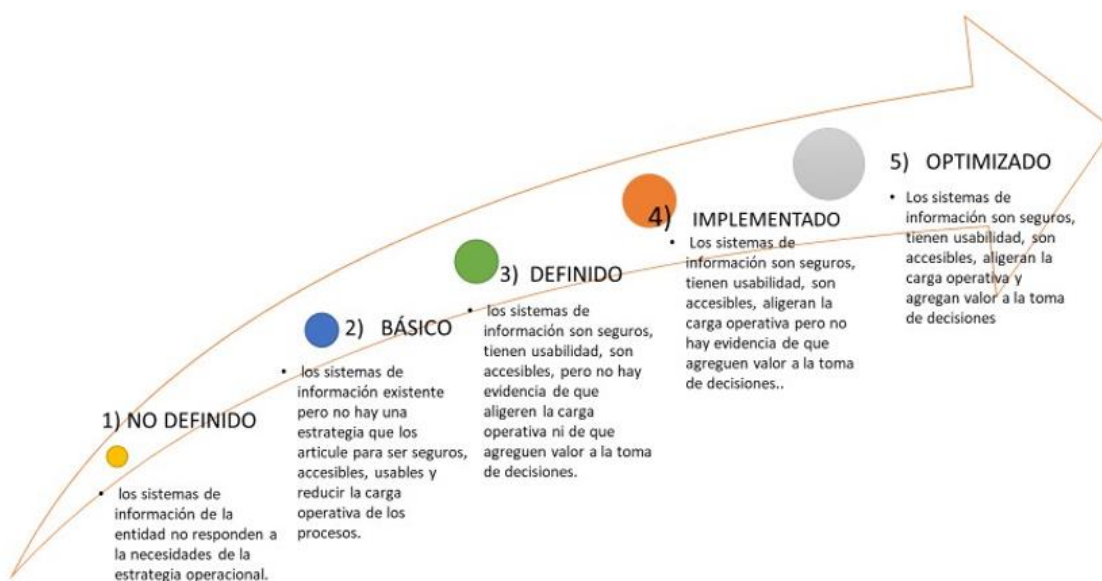 1) NO DEFINIDO
• los sistemas de
información de la
entidad no responden a
la necesidades de la
estrategia operacional.
2) BÁSICO
• los sistemas de
información existente
pero no hay una
estrategia que los
articule para ser seguros,
accesibles, usables y
reducir la carga
operativa de los
procesos.
3) DEFINIDO
• los sistemas de
información son seguros,
tienen usabilidad, son
accesibles, pero no hay
evidencia de que
aligeren la carga
operativa ni de que
agreguen valor a la toma
de decisiones.
4) IMPLEMENTADO
• Los sistemas de
información son seguros,
tienen usabilidad, son
accesibles, aligeran la
carga operativa pero no
hay evidencia de que
agreguen valor a la toma
de decisiones..
5) OPTIMIZADO
• Los sistemas de
información son seguros,
tienen usabilidad, son
accesibles, aligeran la
carga operativa y
agregan valor a la toma
de decisiones